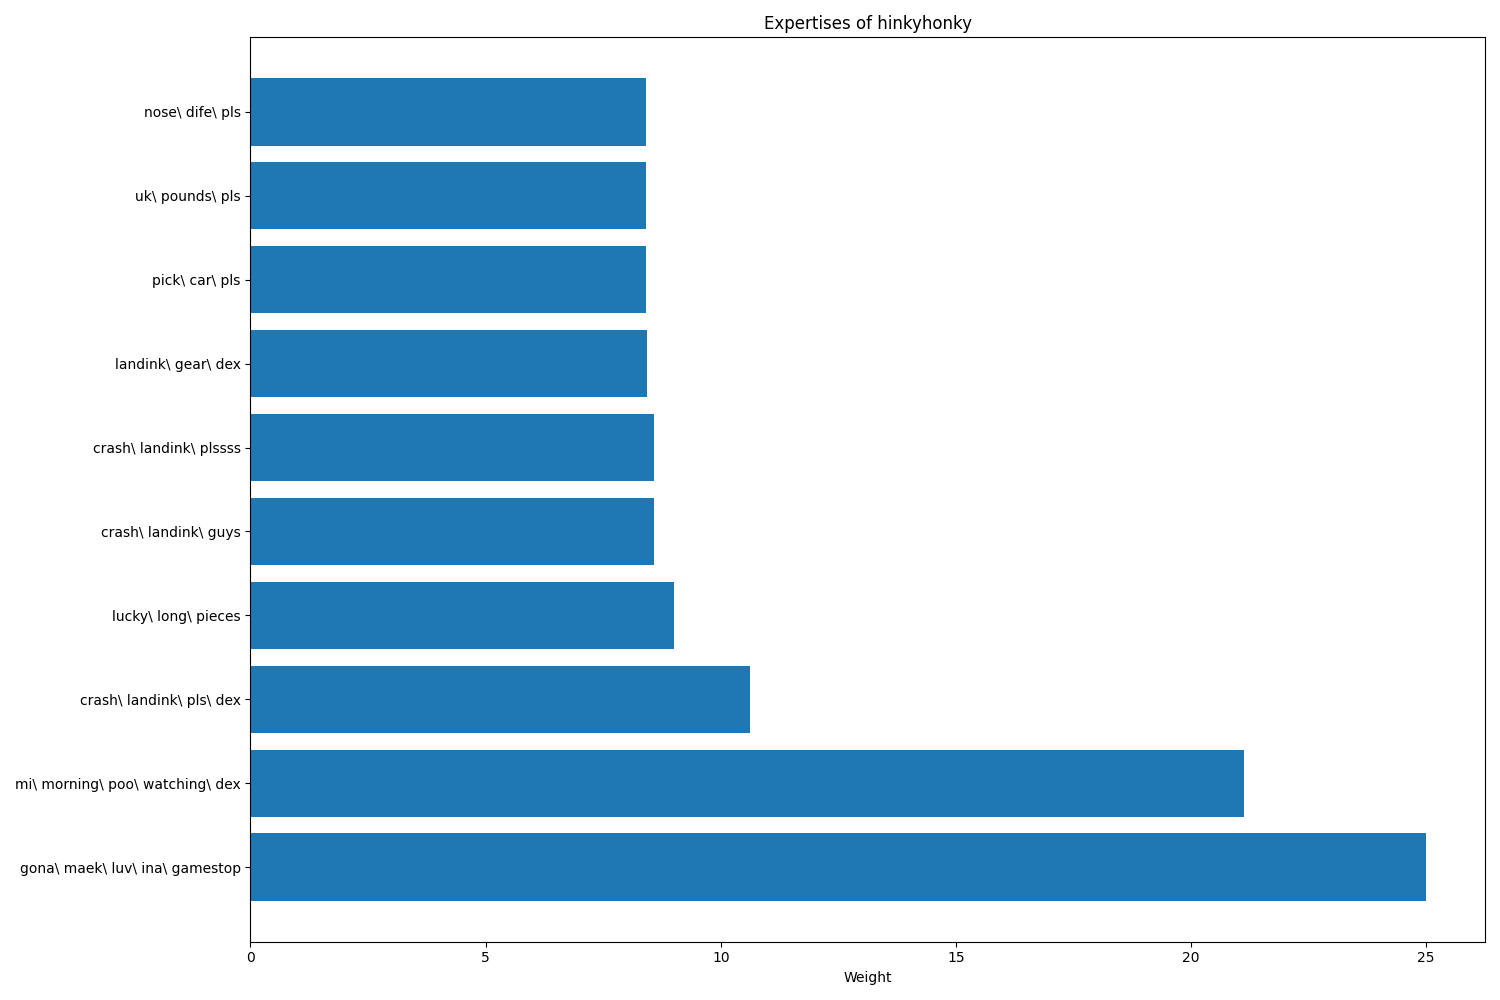 Expertises of hinkyhonky
nose\ dife\ pls
uk\ pounds\ pls
pick\ car\ pls
landink\ gear\ dex
crash\ landink\ plssss
crash\ landink\ guys
lucky\ long\ pieces
crash\ landink\ pls\ dex
mi\ morning\ poo\ watching\ dex
gona\ maek\ luv\ ina\ gamestop
0 5 10 15 20 25
Weight